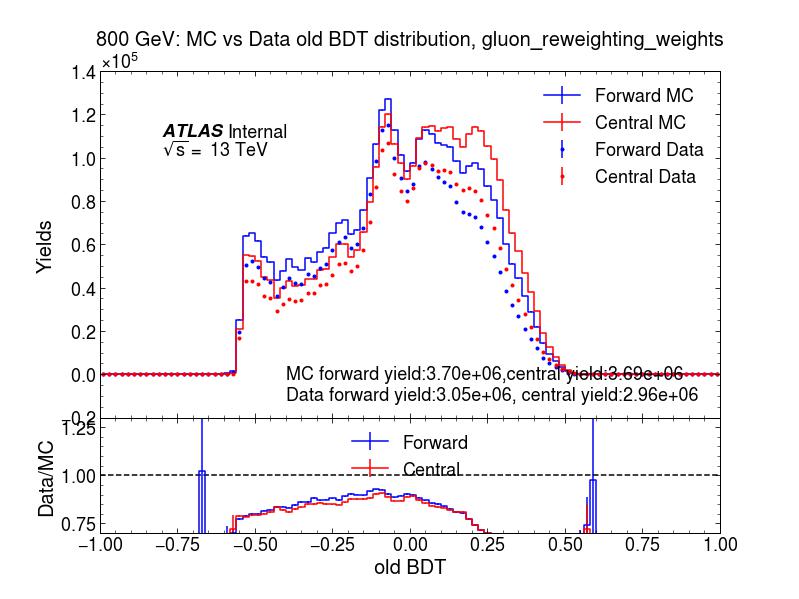 800 GeV: MC vs Data old BDT distribution, gluon_reweighting_weights
×10⁵
1.4
1.2
1.0
0.8
0.6
0.4
0.2
0.0
0.2
Yields
ATLAS Internal
√s = 13 TeV
Forward MC
Central MC
Forward Data
Central Data
MC forward yield:3.70e+06,central yield:3.69e+06
Data forward yield:3.05e+06, central yield:2.96e+06
1.25
1.00
0.75
Data/MC
Forward
Central
−1.00 −0.75 −0.50 −0.25 0.00 0.25 0.50 0.75 1.00
old BDT